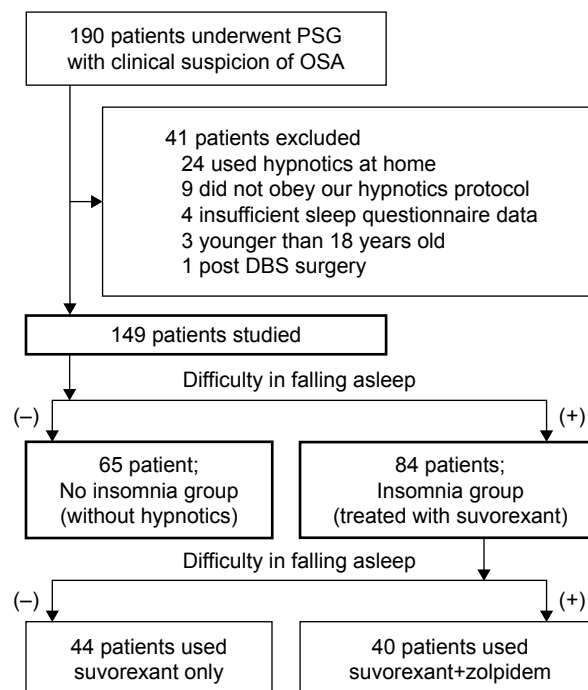 190 patients underwent PSG
with clinical suspicion of OSA
41 patients excluded
24 used hypnotics at home
9 did not obey our hypnotics protocol
4 insufficient sleep questionnaire data
3 younger than 18 years old
1 post DBS surgery
149 patients studied
Difficulty in falling asleep
(–)
(+)
65 patient;
No insomnia group
(without hypnotics)
84 patients;
Insomnia group
(treated with suvorexant)
Difficulty in falling asleep
(–)
(+)
44 patients used
suvorexant only
40 patients used
suvorexant+zolpidem